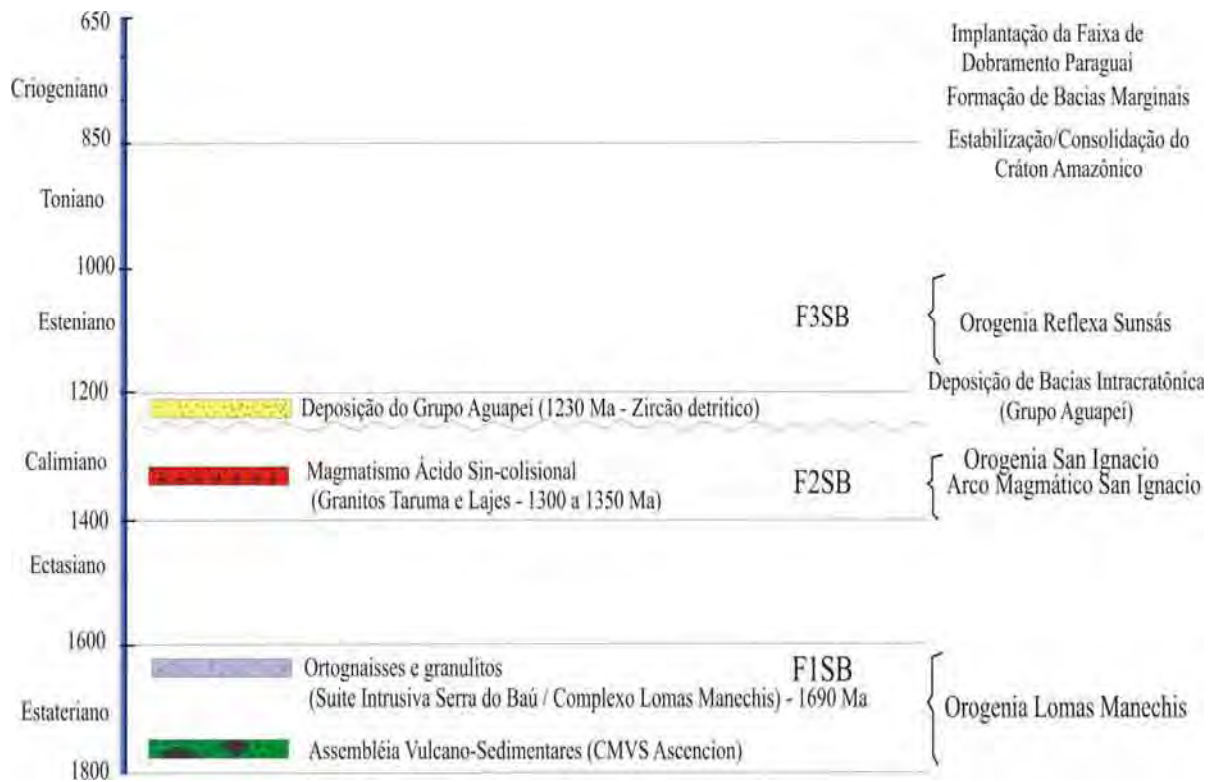 650
Implantação da Faixa de
Dobramento Paraguai
Criogeniano
Formação de Bacias Marginais
850
Estabilização/Consolidação do
Cráton Amazônico
Toniano
1000
Esteniano
F3SB
Orogenia Reflexa Sunsás
1200
Deposição de Bacias Intracratônica
(Grupo Aguapeí)
Deposição do Grupo Aguapeí (1230 Ma - Zircão detritico)
Calimiano
Magmatismo Ácido Sin-colisional
(Granitos Taruma e Lajes - 1300 a 1350 Ma)
F2SB
Orogenia San Ignacio
Arco Magmático San Ignacio
1400
Ectasiano
1600
Ortognaisses e granulitos
(Suite Intrusiva Serra do Baú / Complexo Lomas Manechis) - 1690 Ma
F1SB
Estateriano
Orogenia Lomas Manechis
Assembléia Vulcano-Sedimentares (CMVS Ascencion)
1800